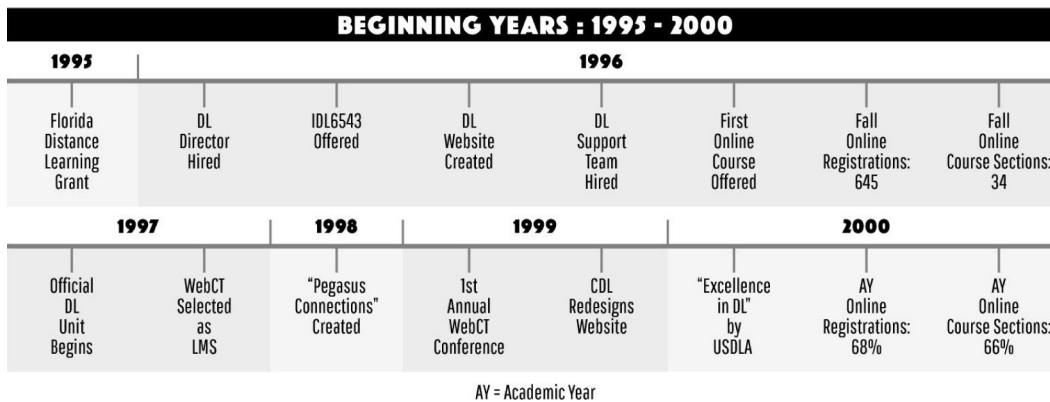 BEGINNING YEARS : 1995 - 2000
1995
1996
Florida
Distance
Learning
Grant
DL
Director
Hired
IDL6543
Offered
DL
Website
Created
DL
Support
Team
Hired
First
Online
Course
Offered
Fall
Online
Registrations:
645
Fall
Online
Course Sections:
34
1997
1998
1999
2000
Official
DL
Unit
Begins
WebCT
Selected
as
LMS
“Pegasus
Connections”
Created
1st
Annual
WebCT
Conference
CDL
Redesigns
Website
“Excellence
in DL”
by
USDLA
AY
Online
Registrations:
68%
AY
Online
Course Sections:
66%
AY = Academic Year